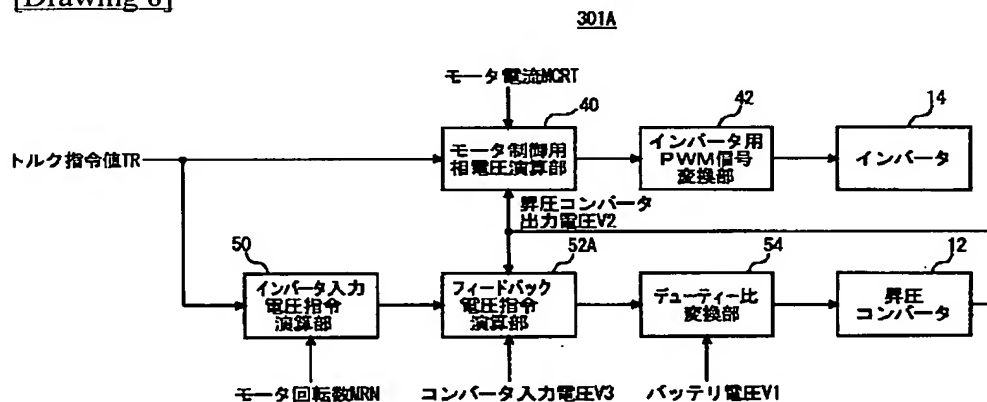 [Drawing 8]
301A
モータ電流MCRT
40
42
14
トルク指令値TR
モータ制御用
相電圧演算部
インバータ用
PWM信号
変換部
インバータ
昇圧コンバータ
出力電圧V2
50
52A
54
12
インバータ入力
電圧指令
演算部
フィードバック
電圧指令
演算部
デューティー比
変換部
昇圧
コンバータ
モータ回転数MRN
コンバータ入力電圧V3
バッテリ電圧V1